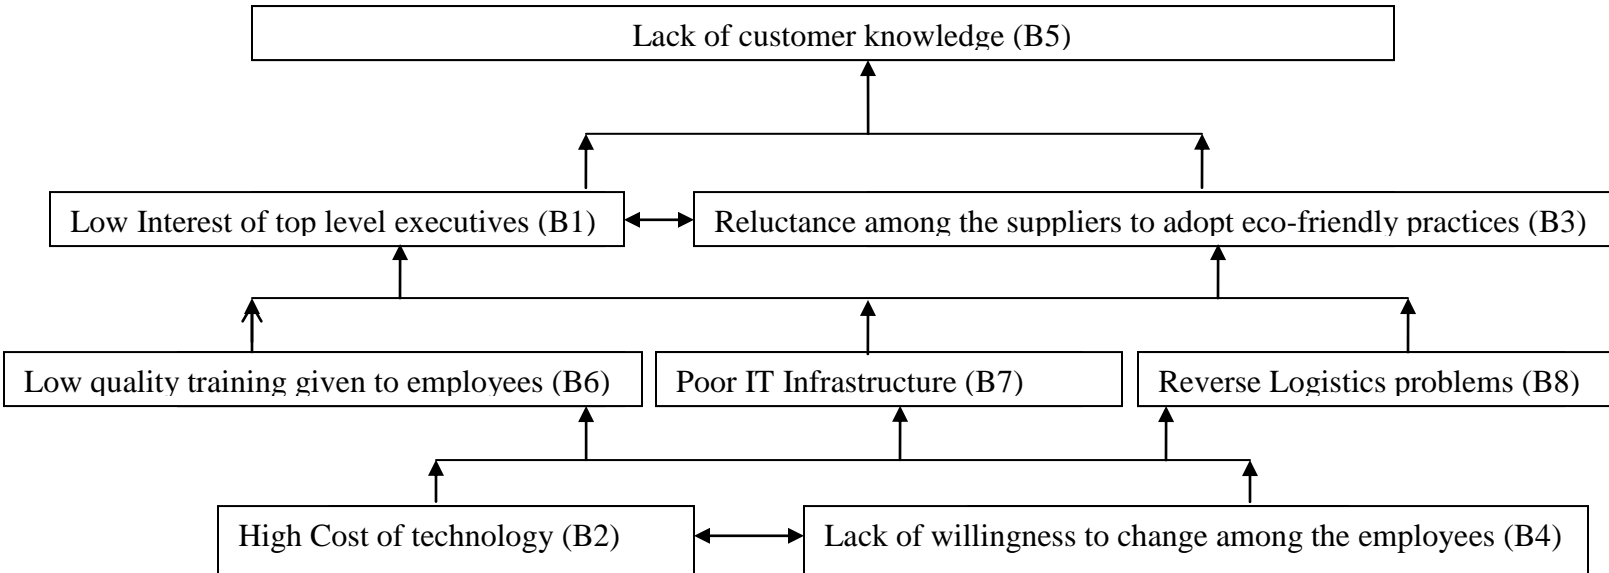 Lack of customer knowledge (B5)
Low Interest of top level executives (B1)
Reluctance among the suppliers to adopt eco-friendly practices (B3)
Low quality training given to employees (B6)
Poor IT Infrastructure (B7)
Reverse Logistics problems (B8)
High Cost of technology (B2)
Lack of willingness to change among the employees (B4)